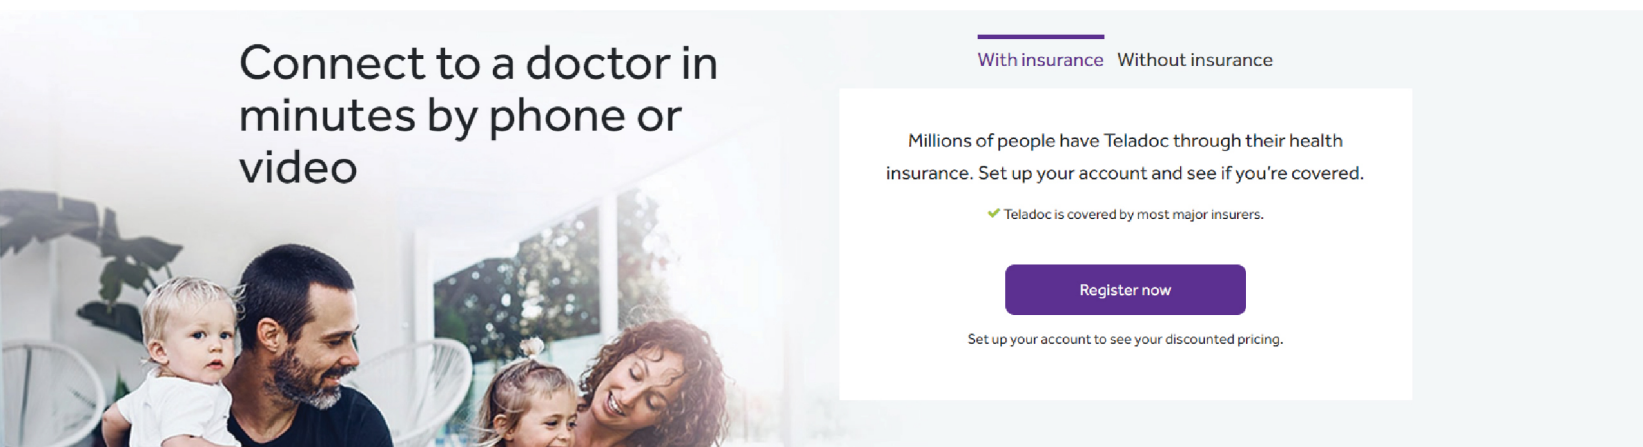 Connect to a doctor in
minutes by phone or
video
With insurance Without insurance
Millions of people have Teladoc through their health
insurance. Set up your account and see if you're covered.
Teladoc is covered by most major insurers.
Register now
Set up your account to see your discounted pricing.